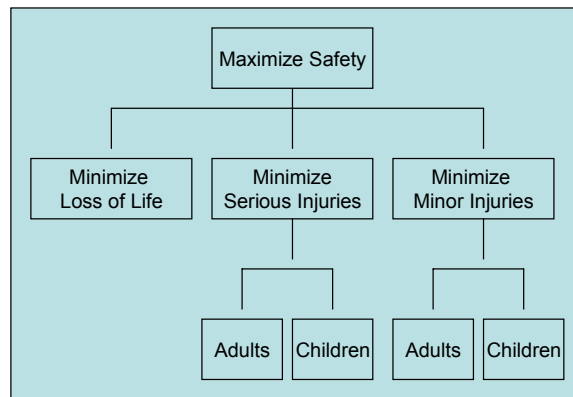 Maximize Safety
Minimize
Loss of Life
Minimize
Serious Injuries
Minimize
Minor Injuries
Adults
Children
Adults
Children